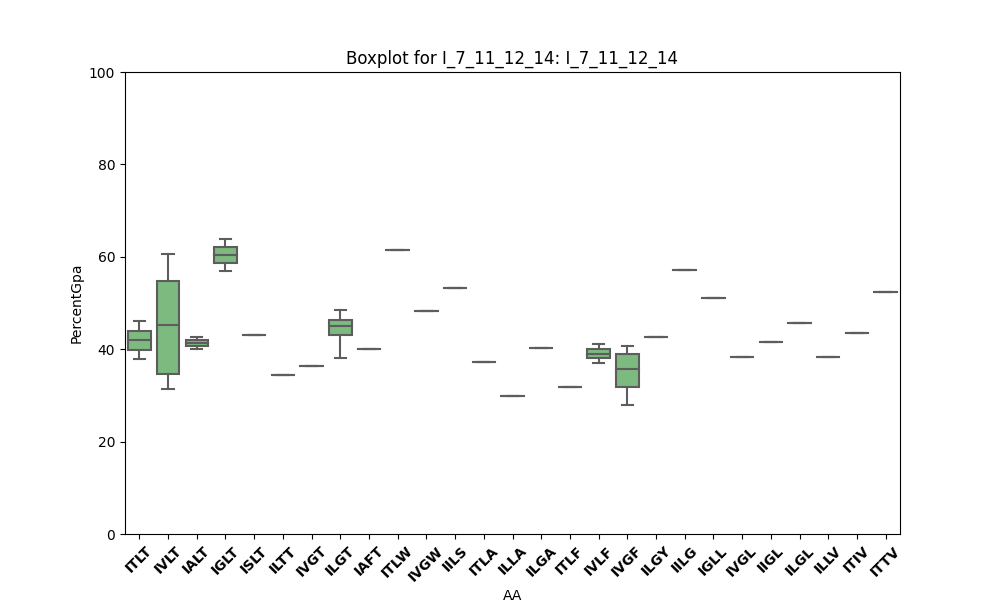 Boxplot for I_7_11_12_14: I_7_11_12_14
100
80
60
40
20
0
PercentGpa
ITLT IVLT IALT IGLT ISLT ILTT IVGT ILGT IAFT ITLW IVGW IILS ITLA ILLA ILGA ITLF IVLF IVGF ILGY IILG IGLL IVGL IIGL ILGL ILLV ITIV ITTV
AA